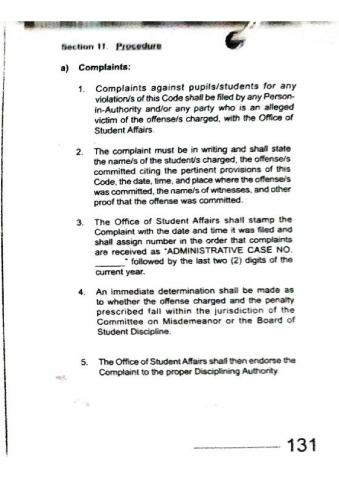 Section 11. Procedure
a) Complaints:
1. Complaints against pupils/students for any
violation/s of this Code shall be filed by any Person-
in-Authority and/or any party who is an alleged
victim of the offense/s charged, with the Office of
Student Affairs.
2. The complaint must be in writing and shall state
the name/s of the student/s charged, the offense/s
committed citing the pertinent provisions of this
Code, the date, time, and place where the offense/s
was committed, the name/s of witnesses, and other
proof that the offense was committed.
3. The Office of Student Affairs shall stamp the
Complaint with the date and time it was filed and
shall assign number in the order that complaints
are received as "ADMINISTRATIVE CASE NO.
______" followed by the last two (2) digits of the
current year.
4. An immediate determination shall be made as
to whether the offense charged and the penalty
prescribed fall within the jurisdiction of the
Committee on Misdemeanor or the Board of
Student Discipline.
5. The Office of Student Affairs shall then endorse the
Complaint to the proper Disciplining Authority.
131